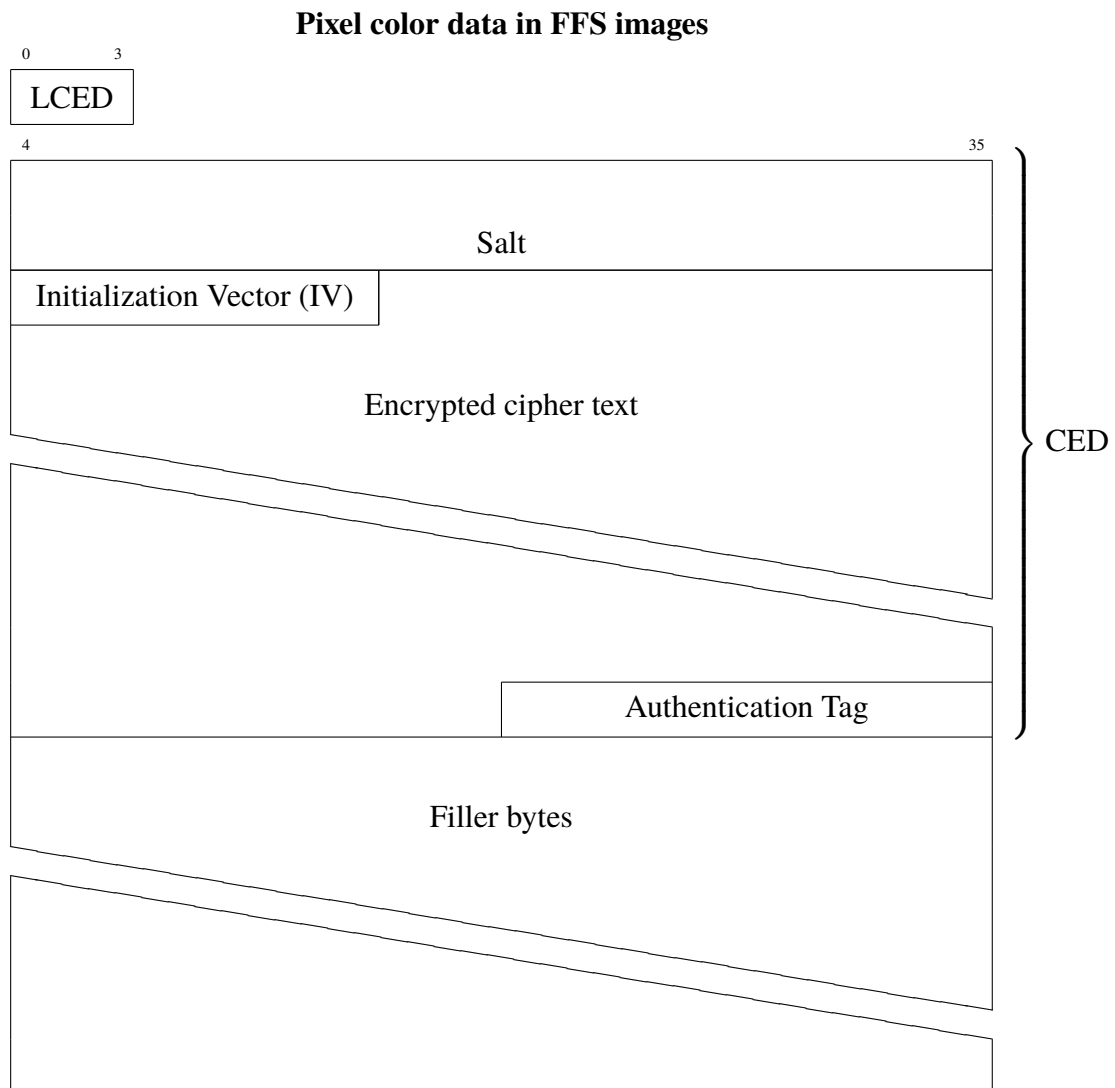 Pixel color data in FFS images
0 3
LCED
4 35
Salt
Initialization Vector (IV)
Encrypted cipher text
CED
Authentication Tag
Filler bytes